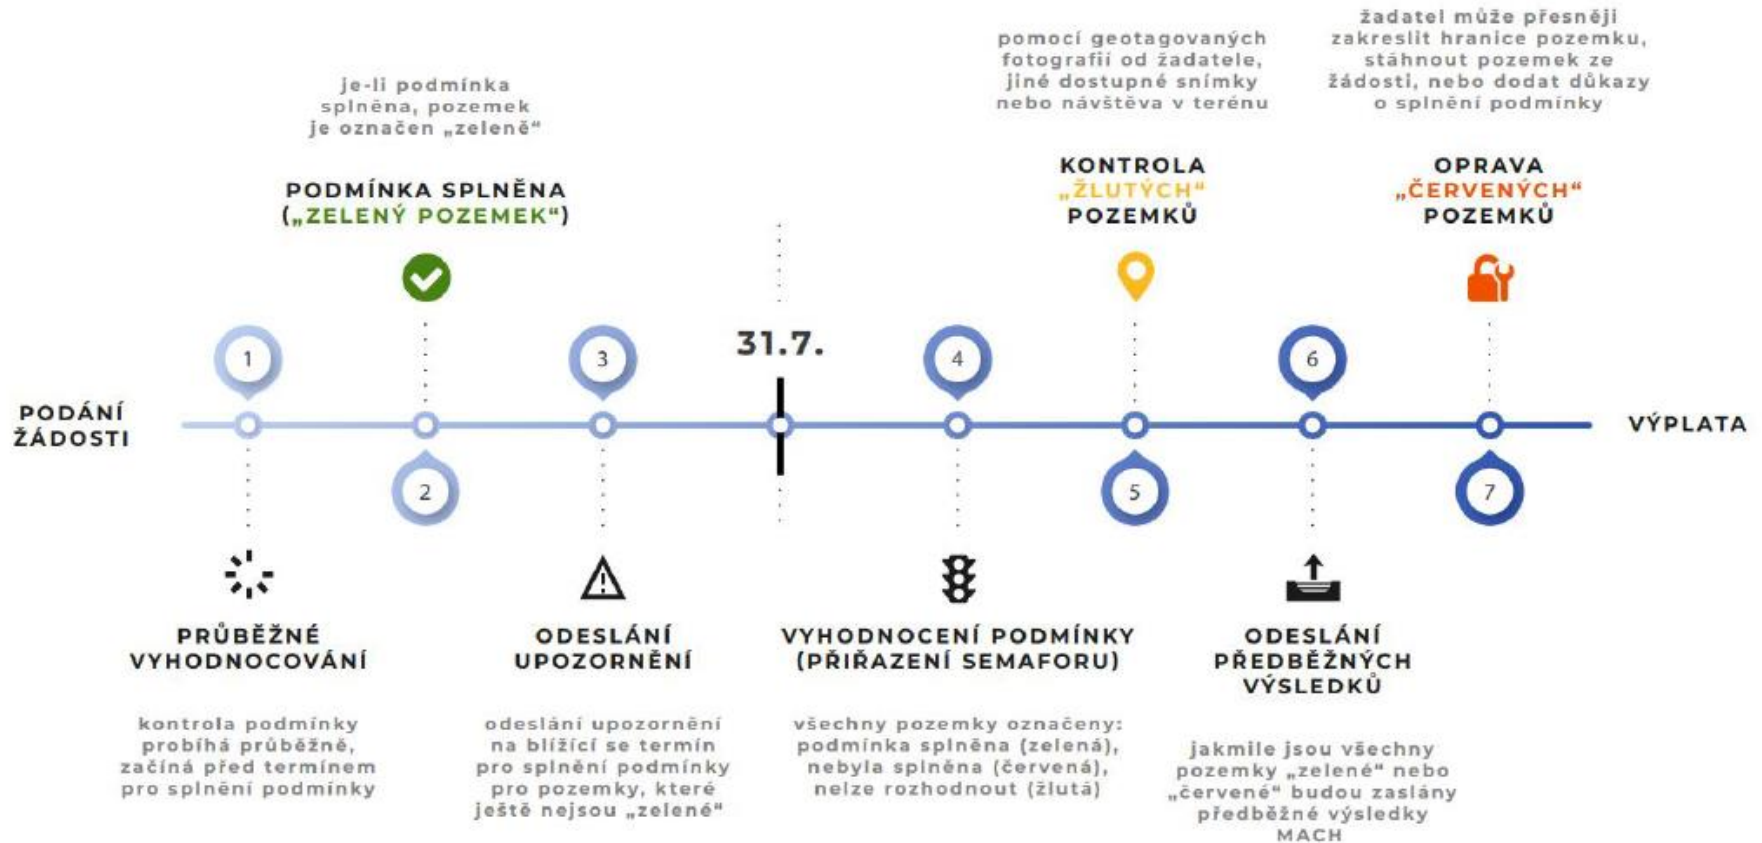 je-li podmínka
splněna, pozemek
je označen „zeleně“
PODMÍNKA SPLNĚNA
(„ZELENÝ POZEMEK“)
pomocí geotagovaných
fotografií od žadatele,
jiné dostupné snímky
nebo návštěva v terénu
KONTROLA
„ŽLUTÝCH“
POZEMKŮ
žadatel může přesněji
zakreslit hranice pozemku,
stáhnout pozemek ze
žádosti, nebo dodat důkazy
o splnění podmínky
OPRAVA
„ČERVENÝCH“
POZEMKŮ
PODÁNÍ
ŽÁDOSTI
1
2
3
31.7.
4
5
6
7
VÝPLATA
PRŮBĚŽNÉ
VYHODNOCOVÁNÍ
kontrola podmínky
probíhá průběžně,
začíná před termínem
pro splnění podmínky
ODESLÁNÍ
UPOZORNĚNÍ
odeslání upozornění
na blížící se termín
pro splnění podmínky
pro pozemky, které
ještě nejsou „zelené“
VYHODNOCENÍ PODMÍNKY
(PŘIŘAZENÍ SEMAFORU)
všechny pozemky označeny:
podmínka splněna (zelená),
nebyla splněna (červená),
nelze rozhodnout (žlutá)
ODESLÁNÍ
PŘEDBĚŽNÝCH
VÝSLEDKŮ
jakmile jsou všechny
pozemky „zelené“ nebo
„červené“ budou zaslány
předběžné výsledky
MACH